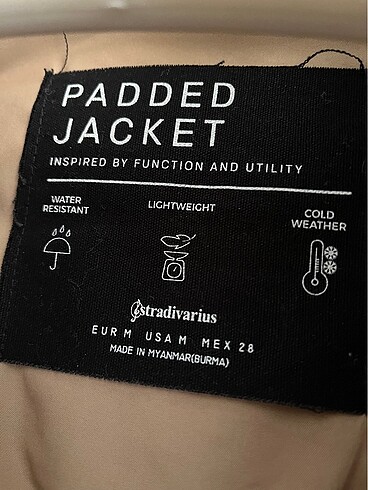 PADDED
JACKET
INSPIRED BY FUNCTION AND UTILITY
WATER
RESISTANT
LIGHTWEIGHT
COLD
WEATHER
stradivarius
EUR M USA M MEX 28
MADE IN MYANMAR(BURMA)